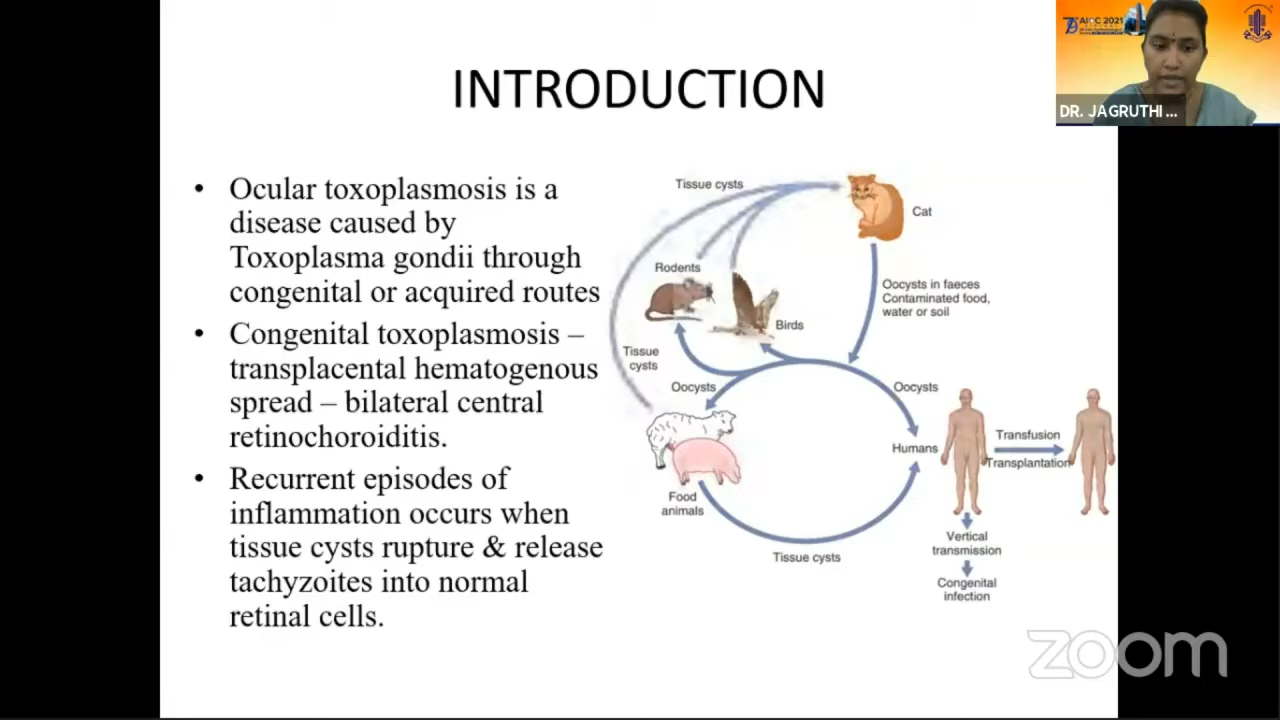 INTRODUCTION
• Ocular toxoplasmosis is a
disease caused by
Toxoplasma gondii through
congenital or acquired routes
• Congenital toxoplasmosis –
transplacental hematogenous
spread – bilateral central
retinochoroiditis.
• Recurrent episodes of
inflammation occurs when
tissue cysts rupture & release
tachyzoites into normal
retinal cells.
Tissue cysts
Cat
Rodents
Oocysts in faeces
Contaminated food,
water or soil
Birds
Tissue
cysts
Oocysts
Oocysts
Humans
Transfusion
Transplantation
Food
animals
Tissue cysts
Vertical
transmission
Congenital
infection
AIOC 2021
DR. JAGRUTHI ...
zoom